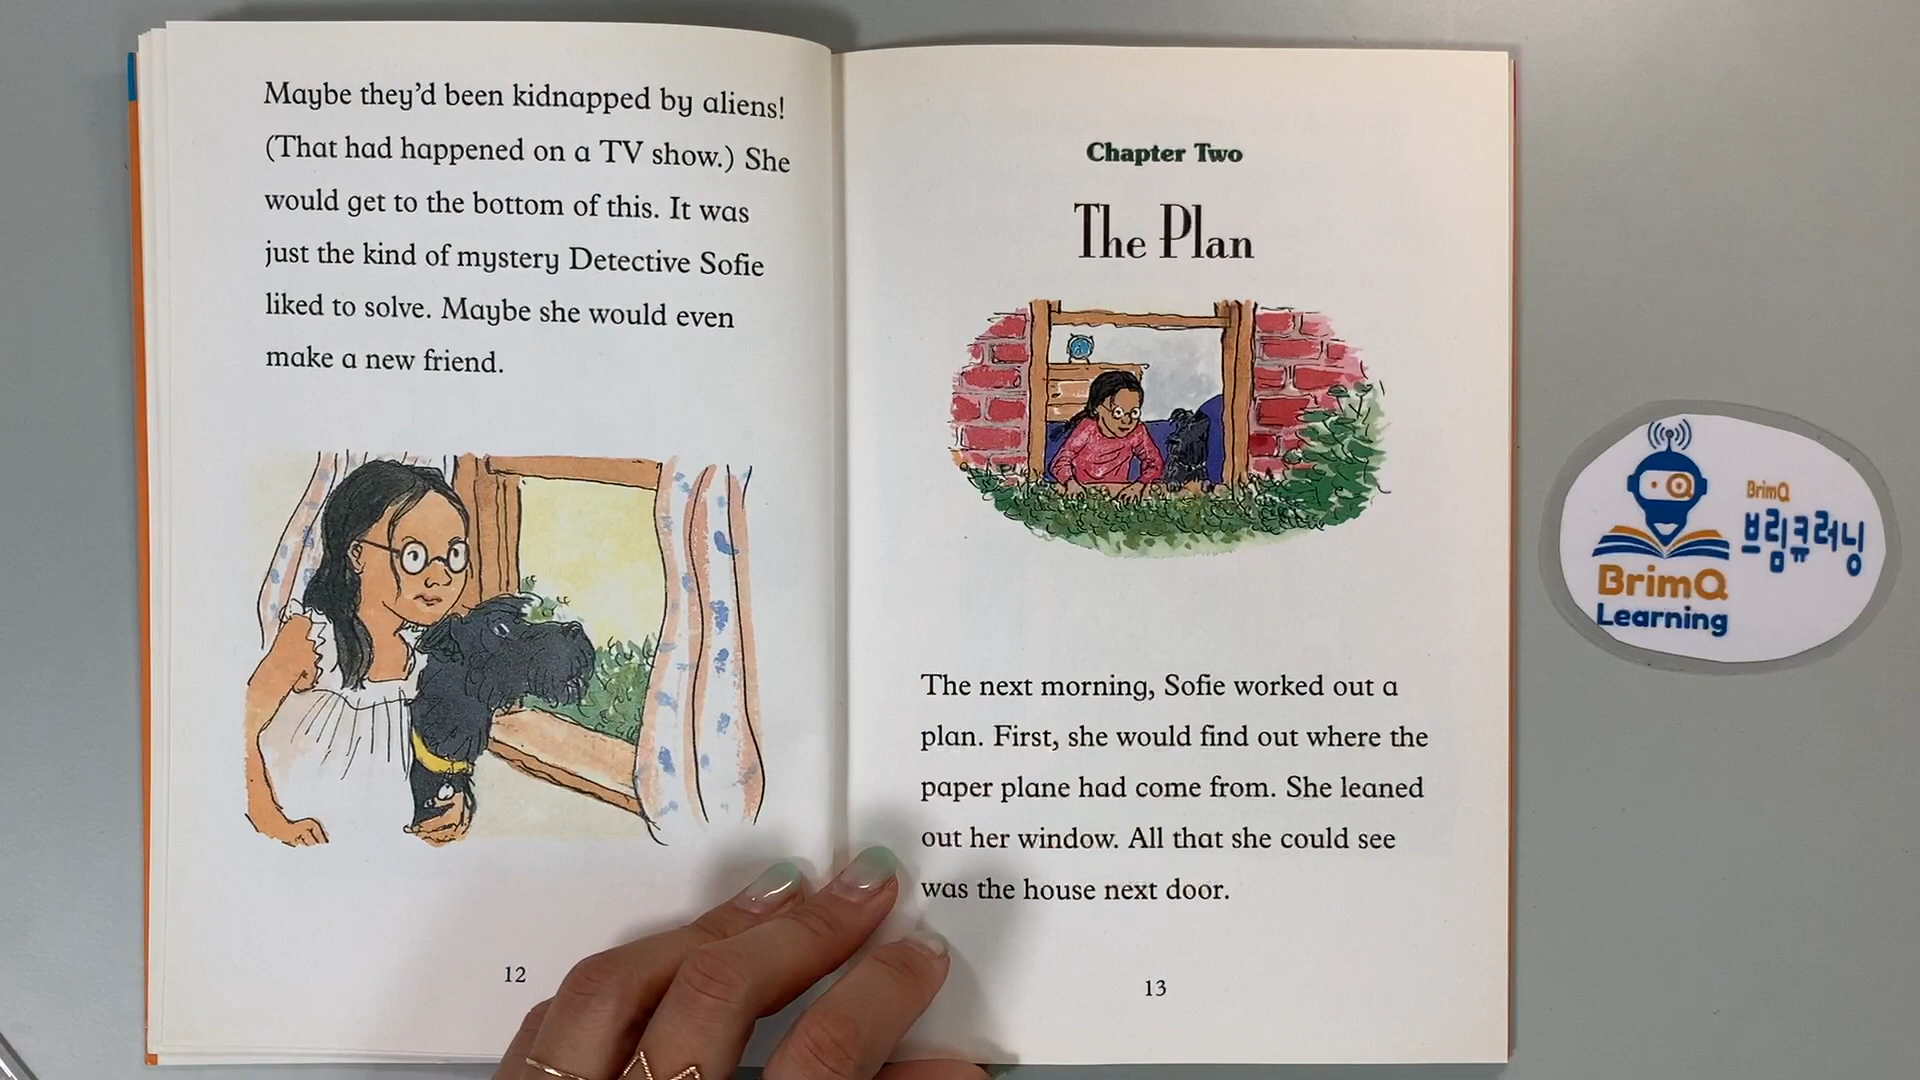 Maybe they'd been kidnapped by aliens!
(That had happened on a TV show.) She
would get to the bottom of this. It was
just the kind of mystery Detective Sofie
liked to solve. Maybe she would even
make a new friend.
12
Chapter Two
The Plan
The next morning, Sofie worked out a
plan. First, she would find out where the
paper plane had come from. She leaned
out her window. All that she could see
was the house next door.
13
BrimQ
브림큐러닝
BrimQ
Learning